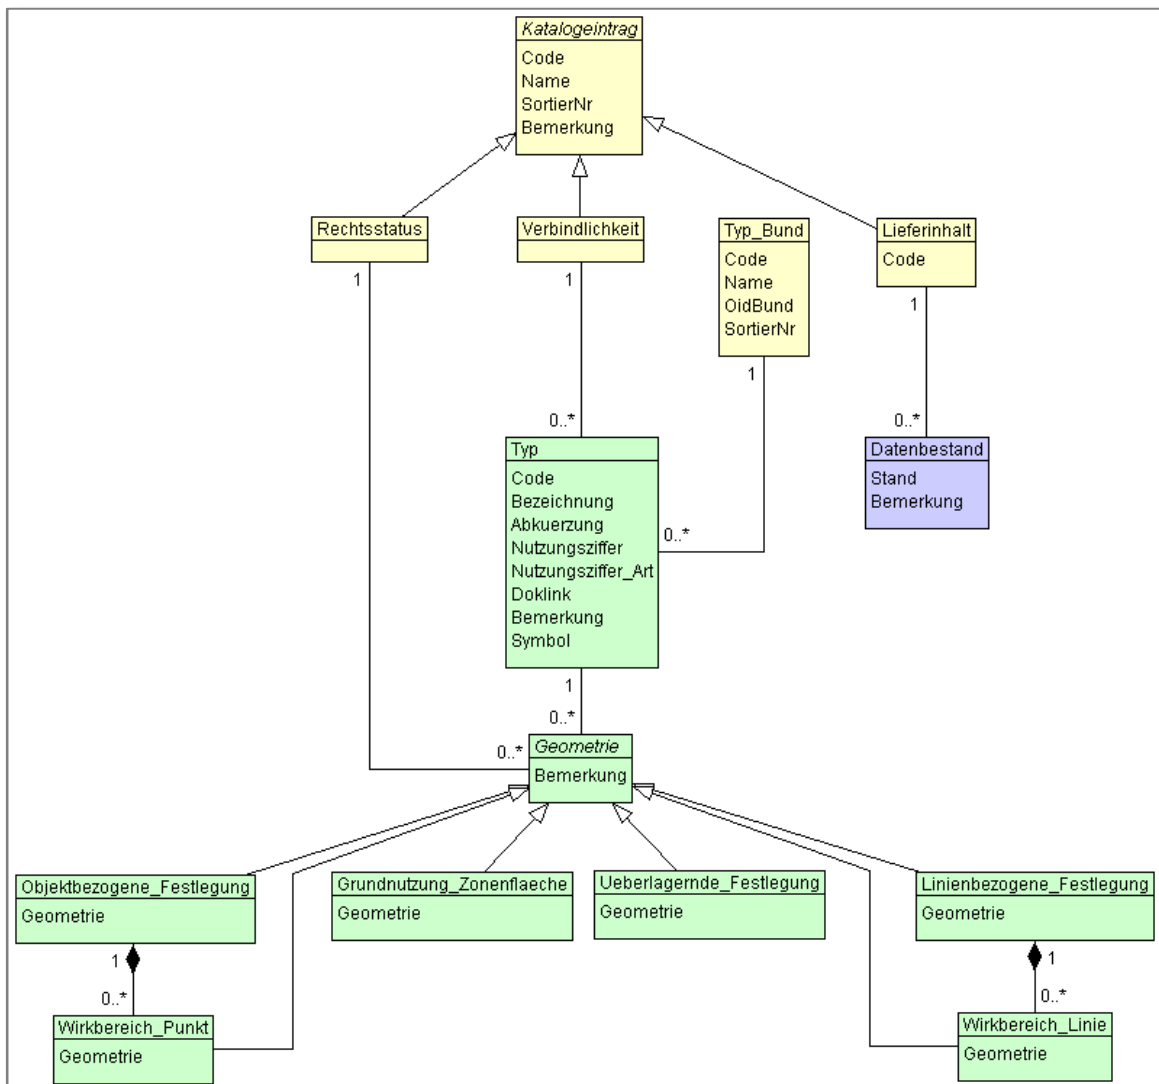 Katalogeintrag
Code
Name
SortierNr
Bemerkung
Rechtsstatus
1
Verbindlichkeit
1
Typ_Bund
Code
Name
OidBund
SortierNr
1
Lieferinhalt
Code
1
0..*
Typ
Code
Bezeichnung
Abkuerzung
Nutzungsziffer
Nutzungsziffer_Art
Doklink
Bemerkung
Symbol
0..*
0..*
Datenbestand
Stand
Bemerkung
1
0..*
0..*
Geometrie
Bemerkung
Objektbezogene_Festlegung
Geometrie
Grundnutzung_Zonenflaeche
Geometrie
Ueberlagernde_Festlegung
Geometrie
Linienbezogene_Festlegung
Geometrie
1
0..*
1
0..*
Wirkbereich_Punkt
Geometrie
Wirkbereich_Linie
Geometrie